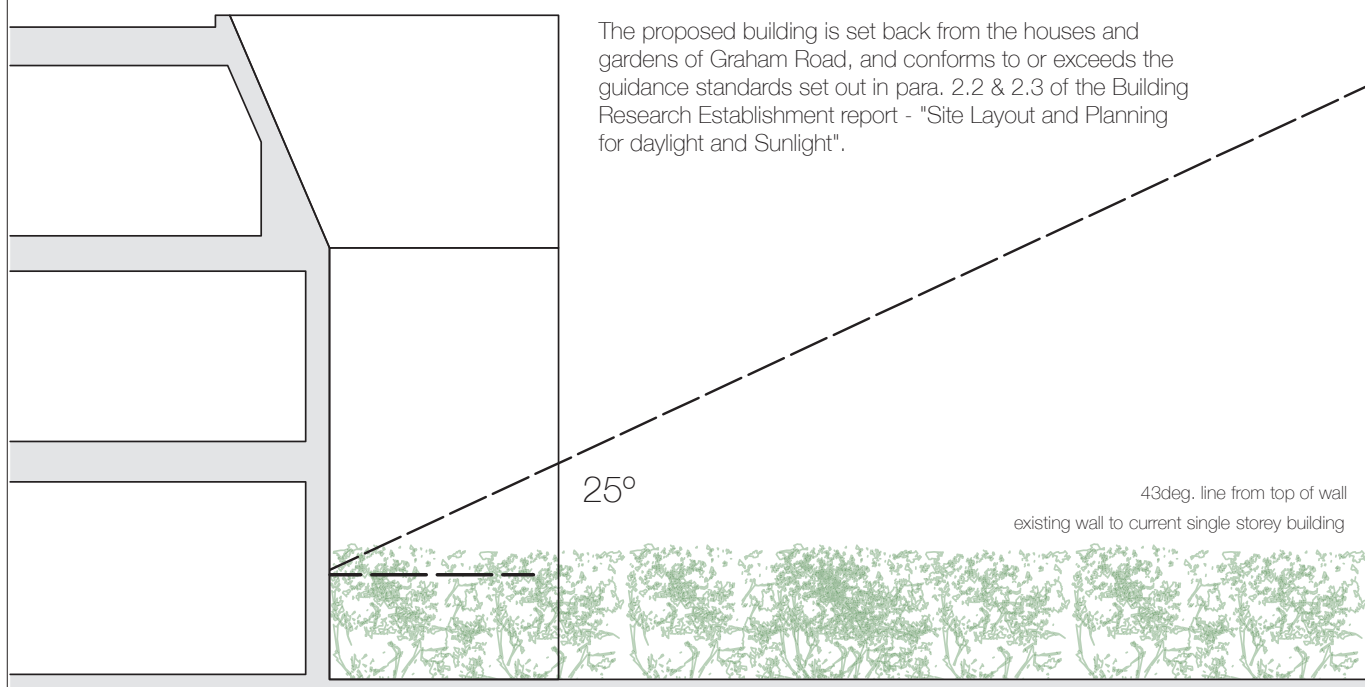 The proposed building is set back from the houses and
gardens of Graham Road, and conforms to or exceeds the
guidance standards set out in para. 2.2 & 2.3 of the Building
Research Establishment report - "Site Layout and Planning
for daylight and Sunlight".
25º
43deg. line from top of wall
existing wall to current single storey building